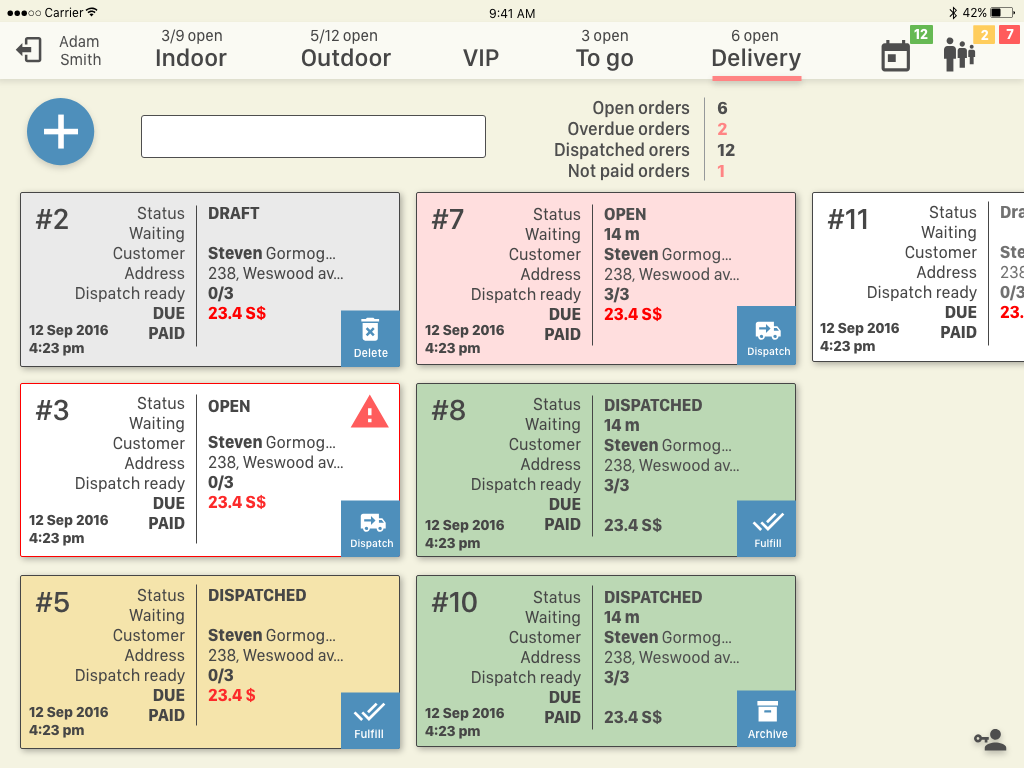 Carrier
9:41 AM
42%
Adam
Smith
3/9 open
Indoor
5/12 open
Outdoor
VIP
3 open
To go
6 open
Delivery
12
2
7
Open orders 6
Overdue orders 2
Dispatched orers 12
Not paid orders 1
#2
Status DRAFT
Waiting
Customer Steven Gormog...
Address 238, Weswood av...
Dispatch ready 0/3
DUE 23.4 S$
PAID
12 Sep 2016
4:23 pm
Delete
#7
Status OPEN
Waiting 14 m
Customer Steven Gormog...
Address 238, Weswood av...
Dispatch ready 3/3
DUE 23.4 S$
PAID
12 Sep 2016
4:23 pm
Dispatch
#11
Status Dra
Waiting
Customer Ste
Address 238
Dispatch ready 0/3
DUE 23.
PAID
12 Sep 2016
4:23 pm
#3
Status OPEN
Waiting
Customer Steven Gormog...
Address 238, Weswood av...
Dispatch ready 0/3
DUE 23.4 S$
PAID
12 Sep 2016
4:23 pm
Dispatch
#8
Status DISPATCHED
Waiting 14 m
Customer Steven Gormog...
Address 238, Weswood av...
Dispatch ready 3/3
DUE
PAID 23.4 S$
12 Sep 2016
4:23 pm
Fulfill
#5
Status DISPATCHED
Waiting
Customer Steven Gormog...
Address 238, Weswood av...
Dispatch ready 0/3
DUE 23.4 $
PAID
12 Sep 2016
4:23 pm
Fulfill
#10
Status DISPATCHED
Waiting 14 m
Customer Steven Gormog...
Address 238, Weswood av...
Dispatch ready 3/3
DUE
PAID 23.4 S$
12 Sep 2016
4:23 pm
Archive